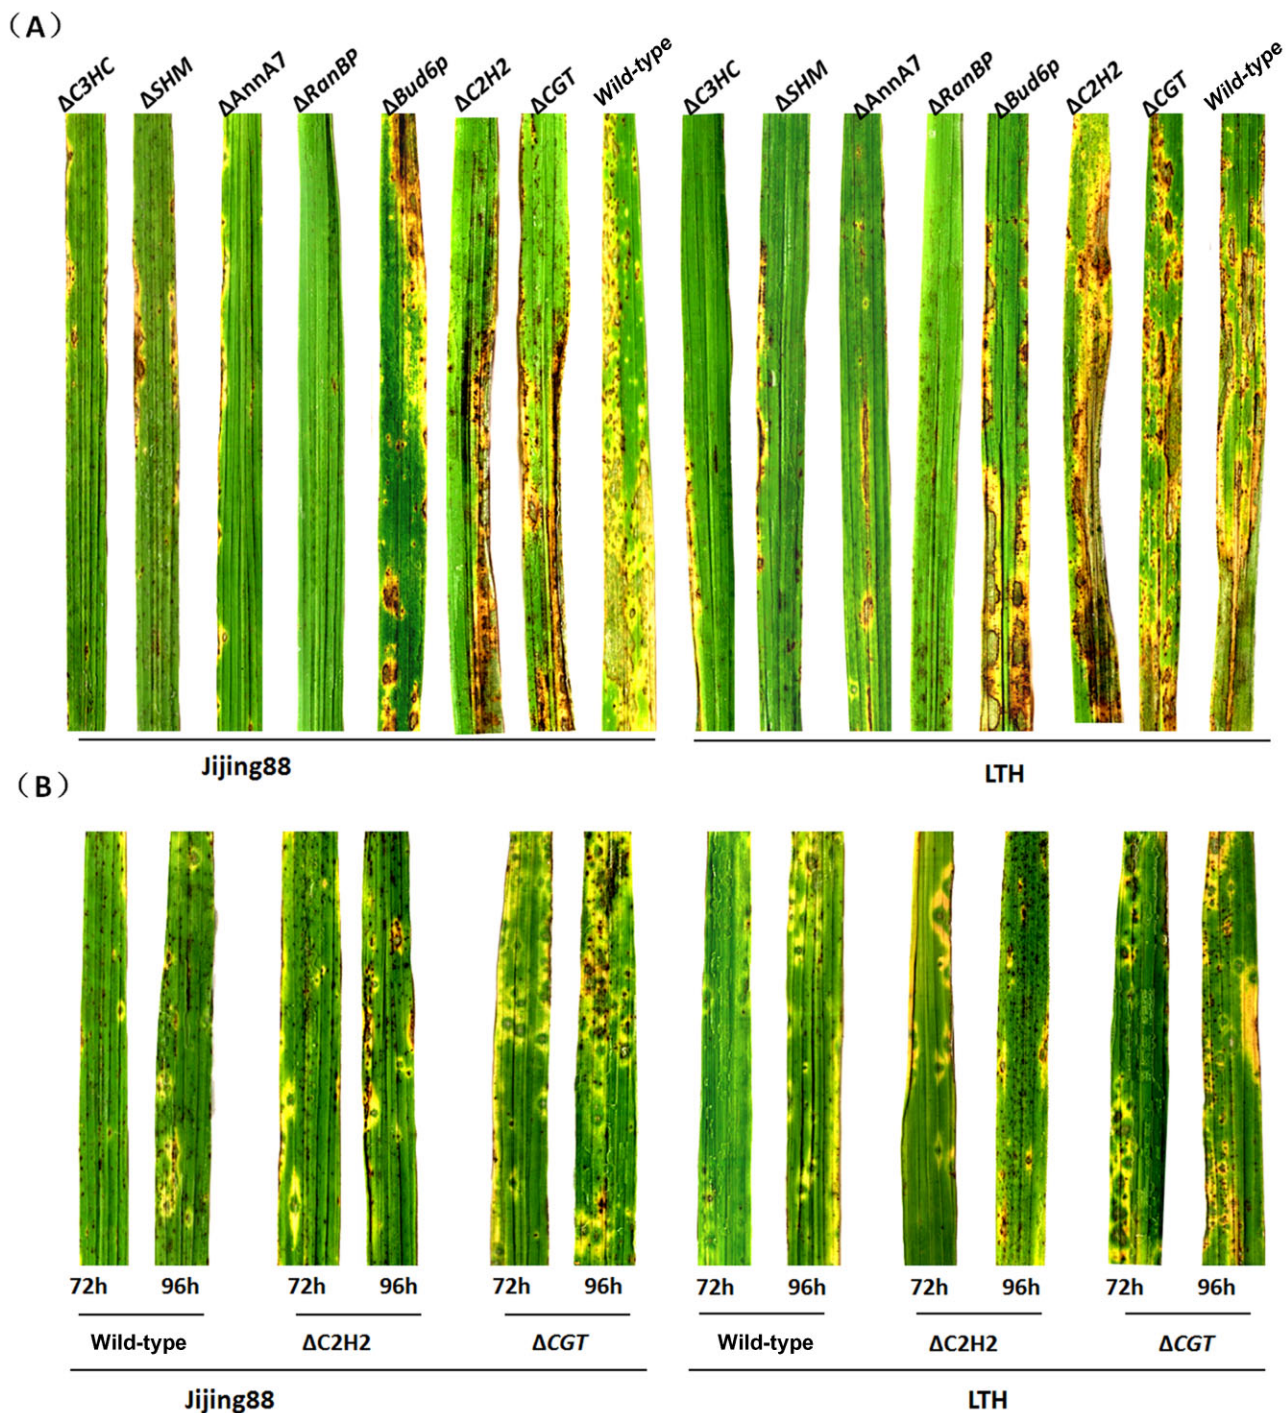 （A）
ΔC3HC ΔSHM ΔAnnA7 ΔRanBP ΔBud6p ΔC2H2 ΔCGT Wild-type ΔC3HC ΔSHM ΔAnnA7 ΔRanBP ΔBud6p ΔC2H2 ΔCGT Wild-type
Jijing88 LTH
（B）
72h 96h 72h 96h 72h 96h 72h 96h 72h 96h 72h 96h
Wild-type ΔC2H2 ΔCGT Wild-type ΔC2H2 ΔCGT
Jijing88 LTH